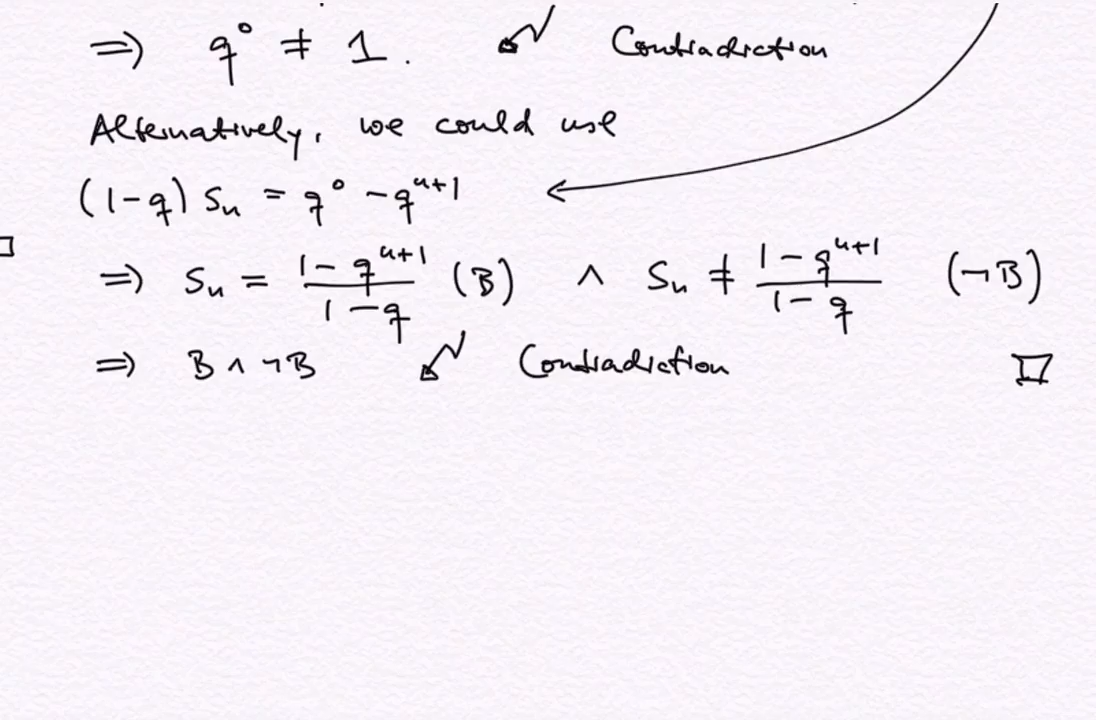 ⇒ q⁰ ≠ 1. ↯ Contradiction
Alternatively, we could use
(1-q) Sₙ = q⁰ - qⁿ⁺¹
⇒ Sₙ = (1 - qⁿ⁺¹)/(1 - q) (B) ∧ Sₙ ≠ (1 - qⁿ⁺¹)/(1 - q) (¬B)
⇒ B ∧ ¬B ↯ Contradiction □